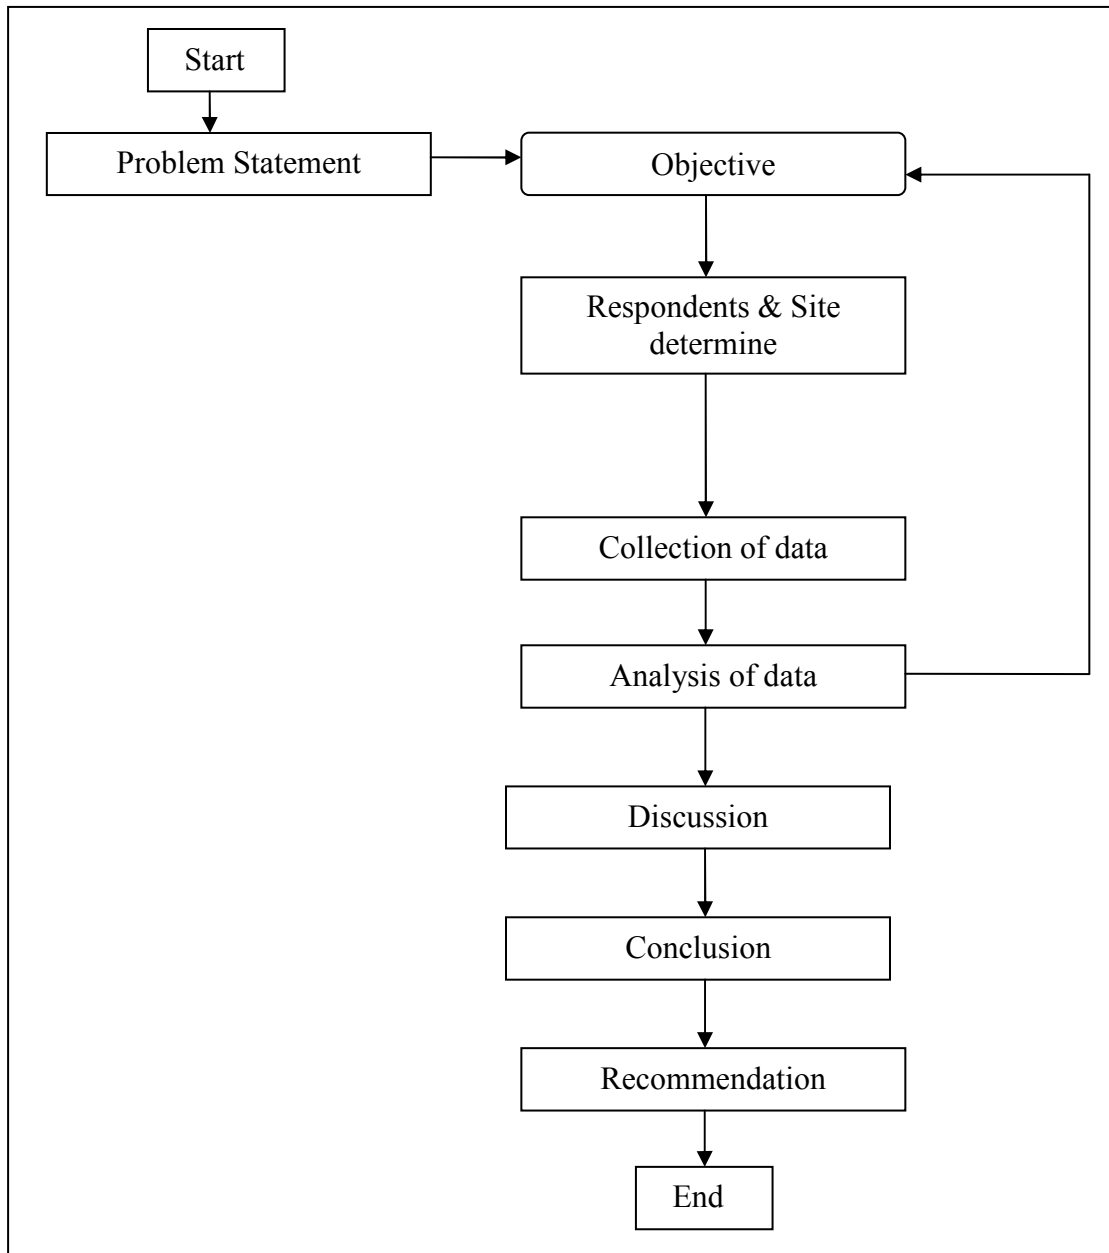 Start
Problem Statement
Objective
Respondents & Site
determine
Collection of data
Analysis of data
Discussion
Conclusion
Recommendation
End